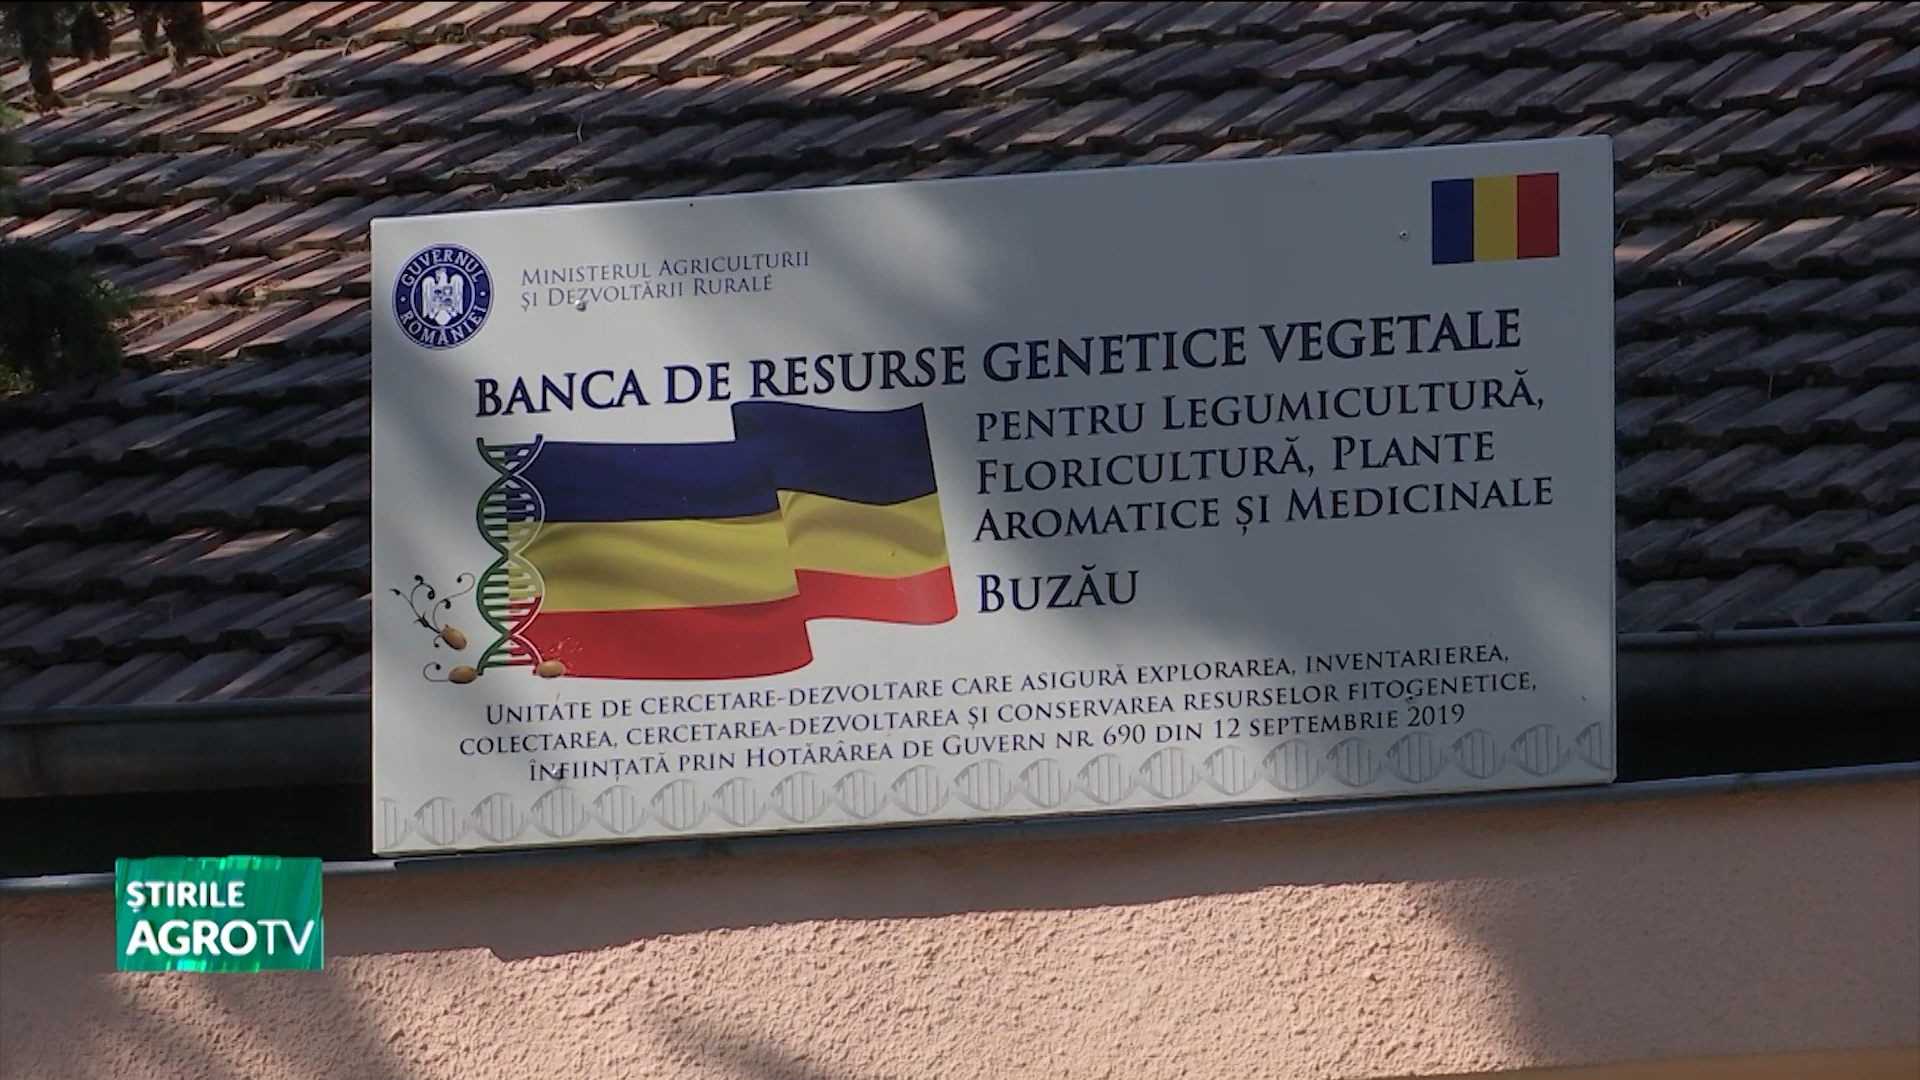 GUVERNUL ROMÂNIEI
MINISTERUL AGRICULTURII
ȘI DEZVOLTĂRII RURALE
BANCA DE RESURSE GENETICE VEGETALE
PENTRU LEGUMICULTURĂ,
FLORICULTURĂ, PLANTE
AROMATICE ȘI MEDICINALE
BUZĂU
UNITATE DE CERCETARE-DEZVOLTARE CARE ASIGURĂ EXPLORAREA, INVENTARIEREA,
COLECTAREA, CERCETAREA-DEZVOLTAREA ȘI CONSERVAREA RESURSELOR FITOGENETICE,
ÎNFIINȚATĂ PRIN HOTĂRÂREA DE GUVERN NR. 690 DIN 12 SEPTEMBRIE 2019
ȘTIRILE
AGROTV